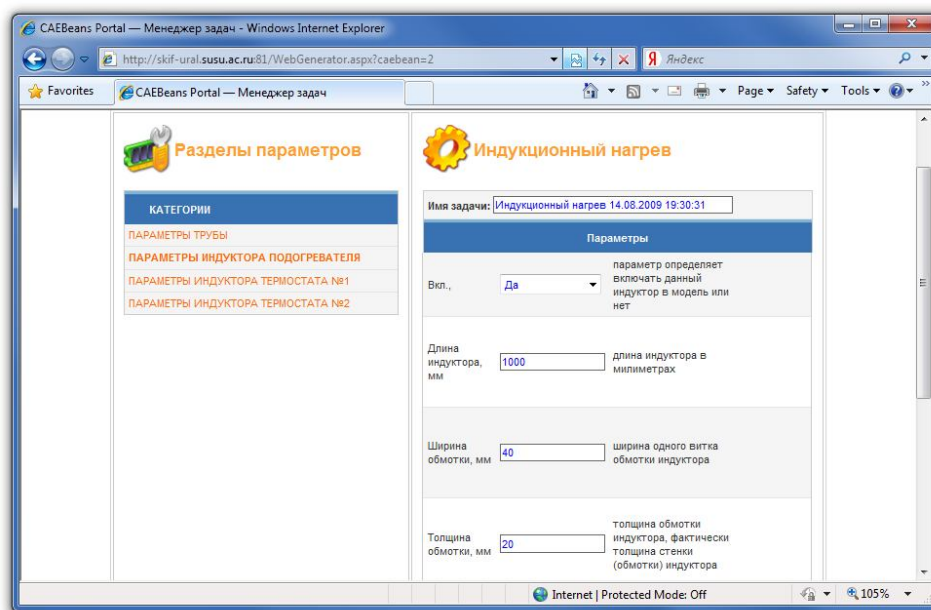 CAEBeans Portal — Менеджер задач - Windows Internet Explorer
http://skif-ural.susu.ac.ru:81/WebGenerator.aspx?caebean=2
Я Яндекс
Favorites
CAEBeans Portal — Менеджер задач
Page Safety Tools
Разделы параметров
КАТЕГОРИИ
ПАРАМЕТРЫ ТРУБЫ
ПАРАМЕТРЫ ИНДУКТОРА ПОДОГРЕВАТЕЛЯ
ПАРАМЕТРЫ ИНДУКТОРА ТЕРМОСТАТА №1
ПАРАМЕТРЫ ИНДУКТОРА ТЕРМОСТАТА №2
Индукционный нагрев
Имя задачи: Индукционный нагрев 14.08.2009 19:30:31
Параметры
Вкл.,
Да
параметр определяет
включать данный
индуктор в модель или
нет
Длина
индуктора,
мм
1000
длина индуктора в
милиметрах
Ширина
обмотки, мм
40
ширина одного витка
обмотки индуктора
Толщина
обмотки, мм
20
толщина обмотки
индуктора, фактически
толщина стенки
(обмотки) индуктора
Internet | Protected Mode: Off
105%